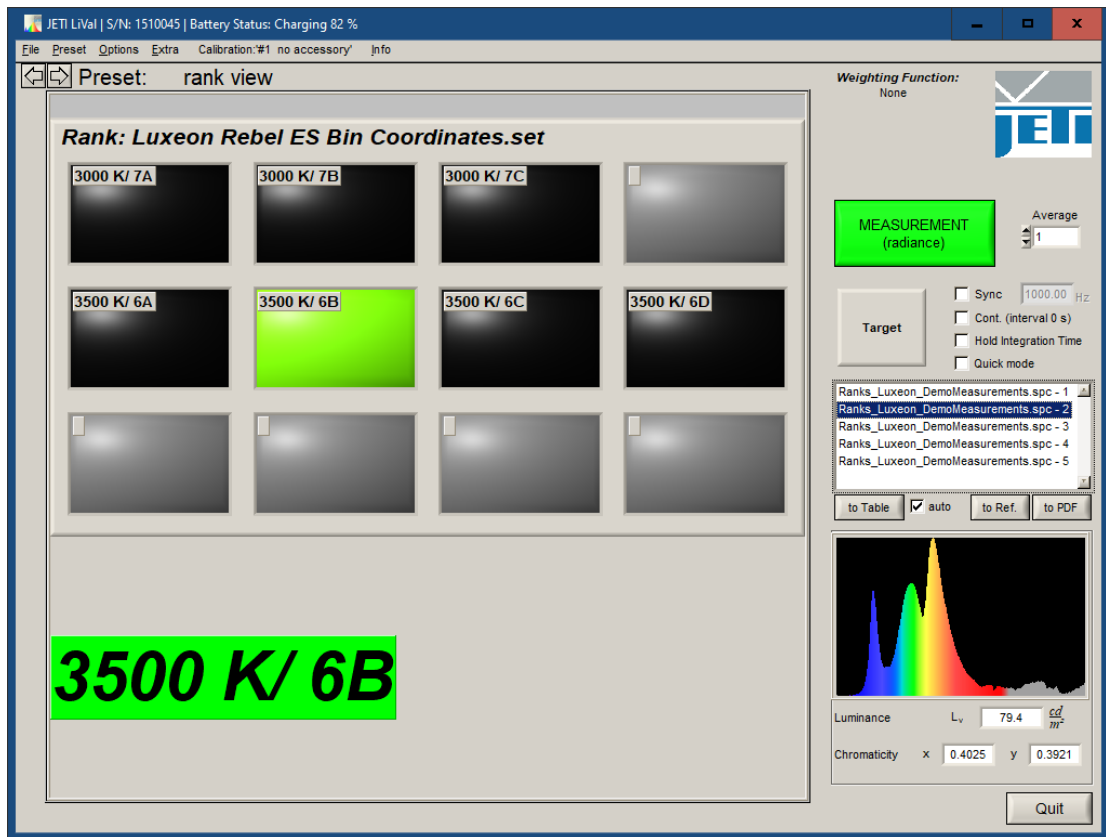 JETI LiVal | S/N: 1510045 | Battery Status: Charging 82 %
File Preset Options Extra Calibration:'#1 no accessory' Info
Preset: rank view
Rank: Luxeon Rebel ES Bin Coordinates.set
3000 K/ 7A 3000 K/ 7B 3000 K/ 7C
3500 K/ 6A 3500 K/ 6B 3500 K/ 6C 3500 K/ 6D
3500 K/ 6B
Weighting Function:
None
JETI
MEASUREMENT
(radiance)
Average
1
Target
Sync 1000.00 Hz
Cont. (interval 0 s)
Hold Integration Time
Quick mode
Ranks_Luxeon_DemoMeasurements.spc - 1
Ranks_Luxeon_DemoMeasurements.spc - 2
Ranks_Luxeon_DemoMeasurements.spc - 3
Ranks_Luxeon_DemoMeasurements.spc - 4
Ranks_Luxeon_DemoMeasurements.spc - 5
to Table auto to Ref. to PDF
Luminance Lv 79.4 cd/m²
Chromaticity x 0.4025 y 0.3921
Quit